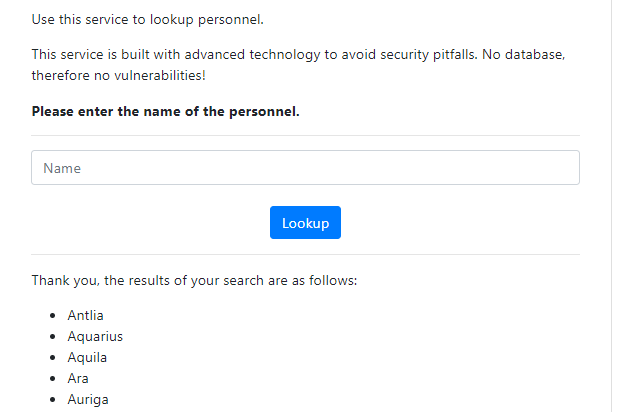 Use this service to lookup personnel.
This service is built with advanced technology to avoid security pitfalls. No database,
therefore no vulnerabilities!
Please enter the name of the personnel.
Name
Lookup
Thank you, the results of your search are as follows:
Antlia
Aquarius
Aquila
Ara
Auriga